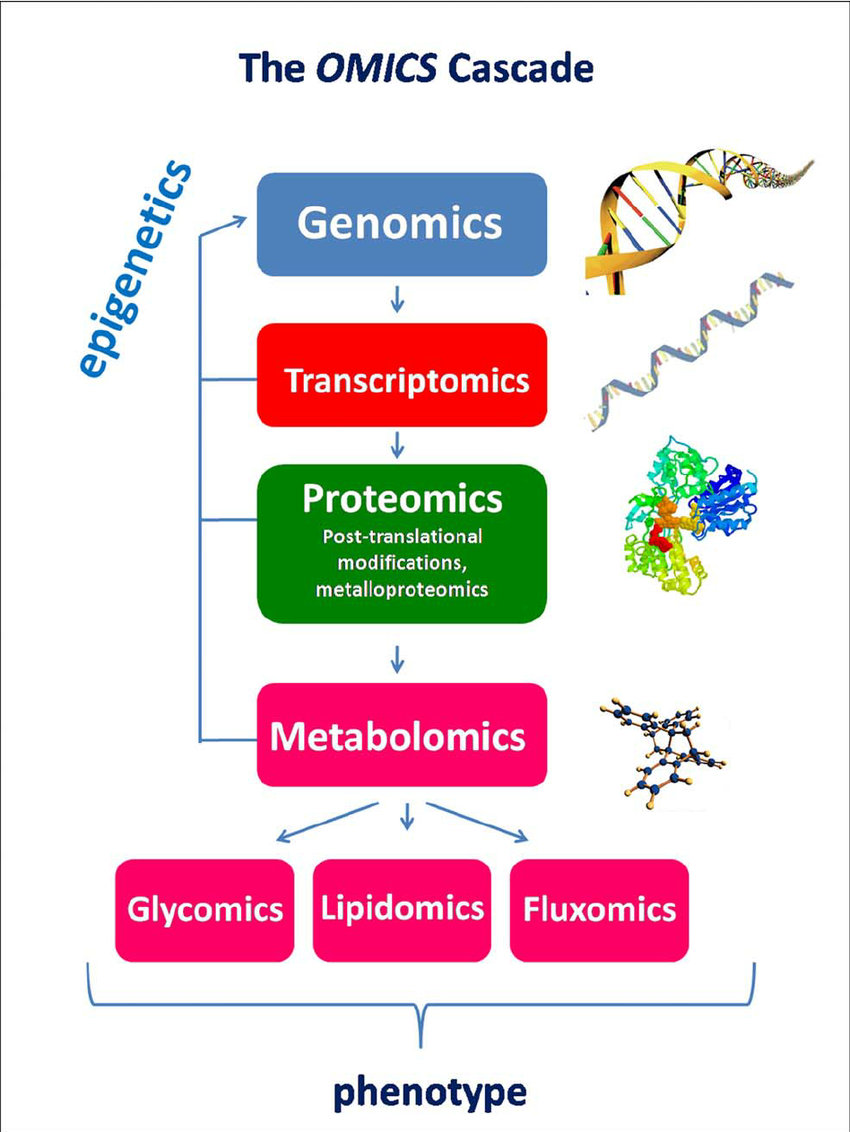 The OMICS Cascade
epigenetics
Genomics
Transcriptomics
Proteomics
Post-translational
modifications,
metalloproteomics
Metabolomics
Glycomics
Lipidomics
Fluxomics
phenotype